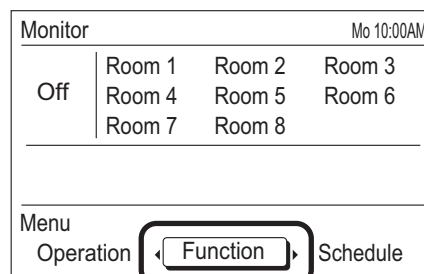 Monitor Mo 10:00AM
Room 1 Room 2 Room 3
Off Room 4 Room 5 Room 6
Room 7 Room 8
Menu
Operation Function Schedule